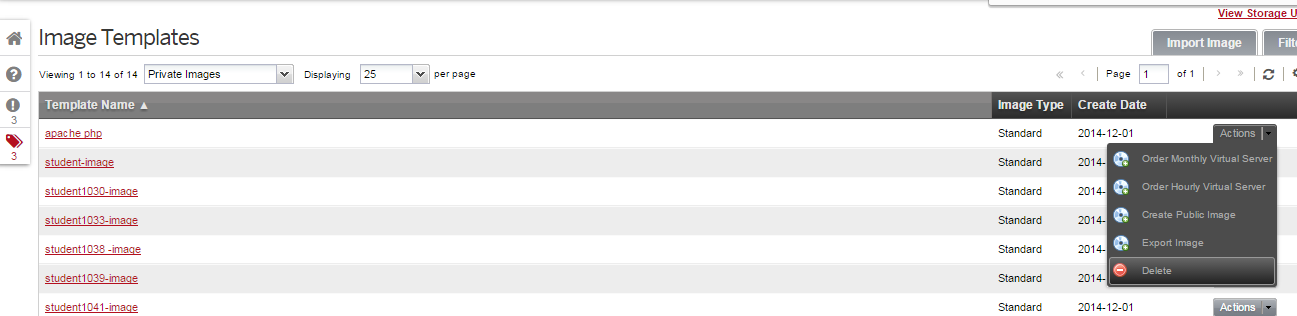 View Storage U
Image Templates
Import Image Filte
Viewing 1 to 14 of 14 Private Images Displaying 25 per page « ‹ Page 1 of 1 › »
3
3
Template Name ▲ Image Type Create Date
apache php Standard 2014-12-01 Actions
student-image Standard 2014-
student1030-image Standard 2014-
student1033-image Standard 2014-
student1038 -image Standard 2014-
student1039-image Standard 2014-
student1041-image Standard 2014-12-01 Actions
Order Monthly Virtual Server
Order Hourly Virtual Server
Create Public Image
Export Image
Delete